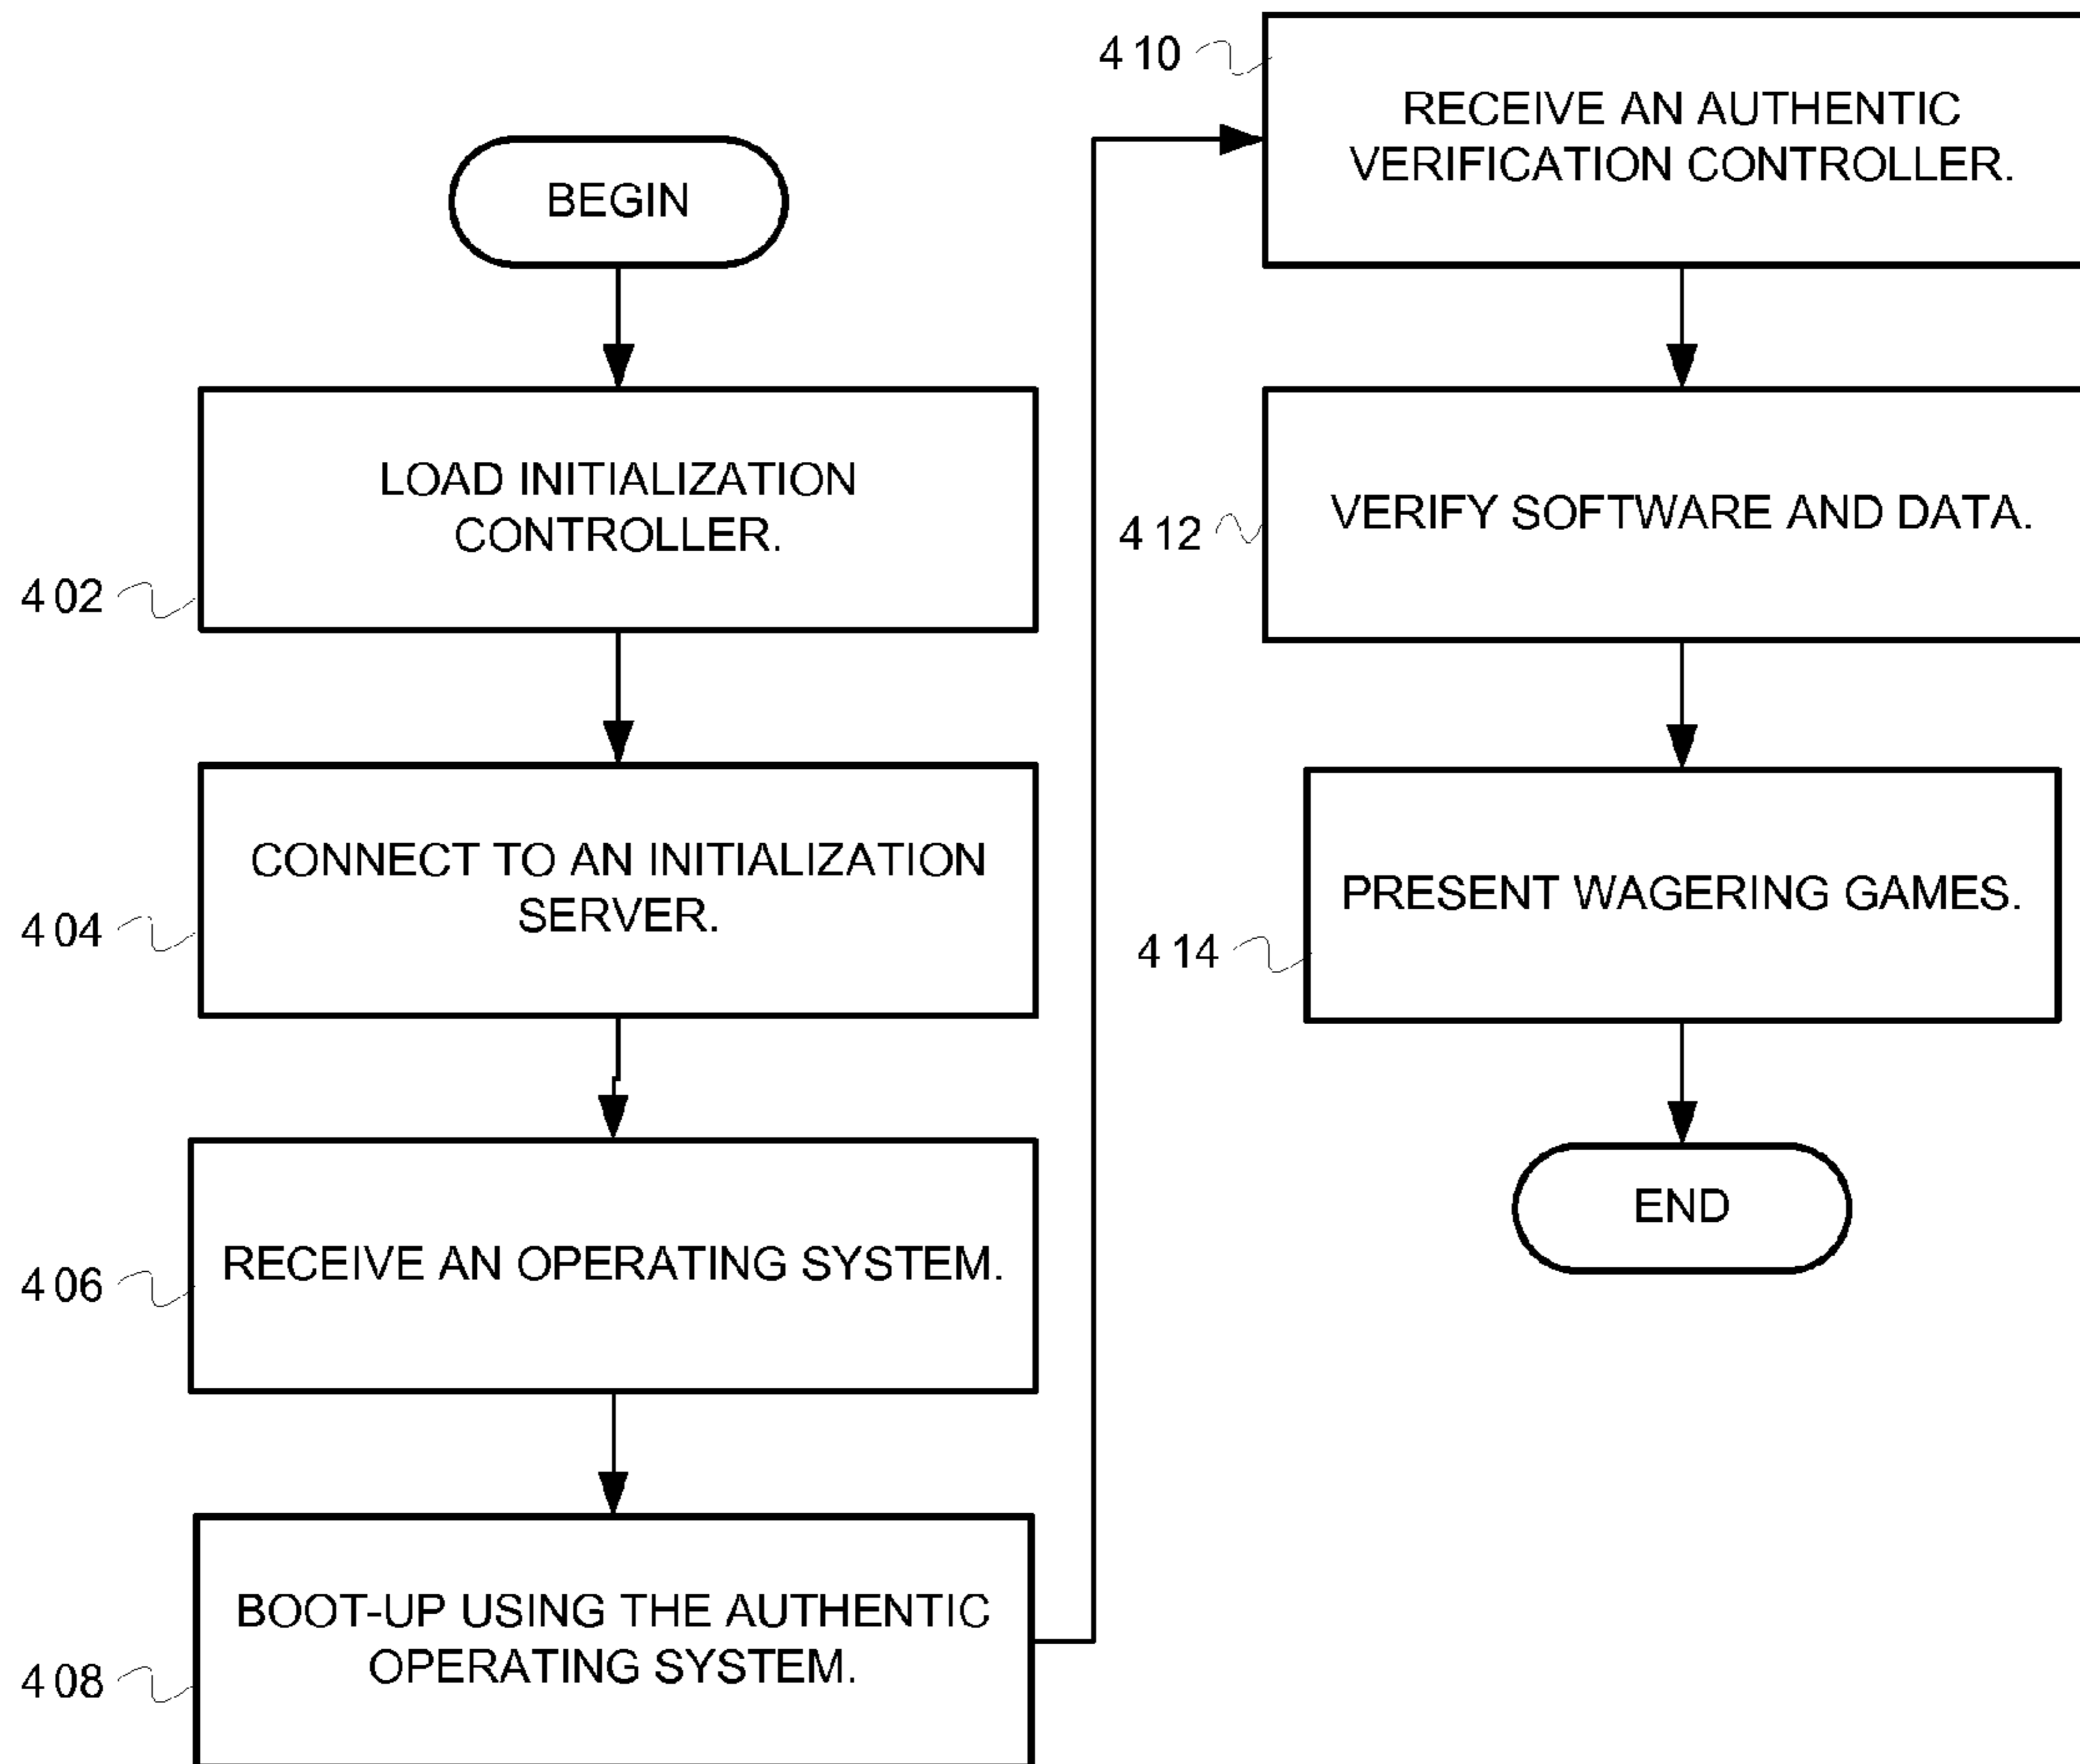 BEGIN
LOAD INITIALIZATION
CONTROLLER.
402
CONNECT TO AN INITIALIZATION
SERVER.
404
RECEIVE AN OPERATING SYSTEM.
406
BOOT-UP USING THE AUTHENTIC
OPERATING SYSTEM.
408
410
RECEIVE AN AUTHENTIC
VERIFICATION CONTROLLER.
VERIFY SOFTWARE AND DATA.
412
PRESENT WAGERING GAMES.
414
END